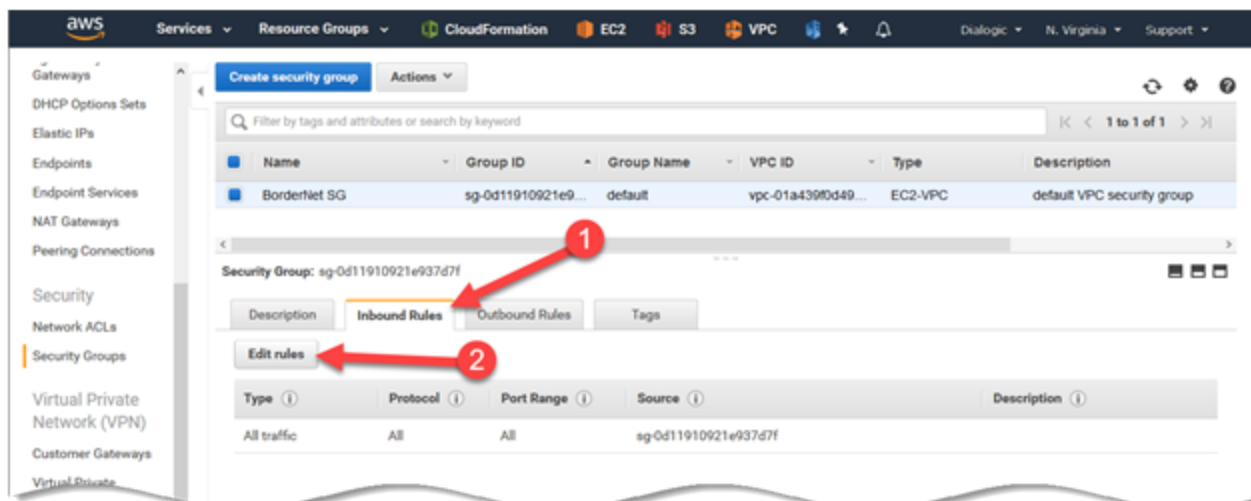 aws Services Resource Groups CloudFormation EC2 S3 VPC Dialogic N. Virginia Support
Gateways
DHCP Options Sets
Elastic IPs
Endpoints
Endpoint Services
NAT Gateways
Peering Connections
Security
Network ACLs
Security Groups
Virtual Private
Network (VPN)
Customer Gateways
Virtual Private
Create security group Actions
Filter by tags and attributes or search by keyword 1 to 1 of 1
Name Group ID Group Name VPC ID Type Description
BorderNet SG sg-0d11910921e9... default vpc-01a439f0d49... EC2-VPC default VPC security group
1
Security Group: sg-0d11910921e937d7f
Description Inbound Rules Outbound Rules Tags
Edit rules 2
Type Protocol Port Range Source Description
All traffic All All sg-0d11910921e937d7f